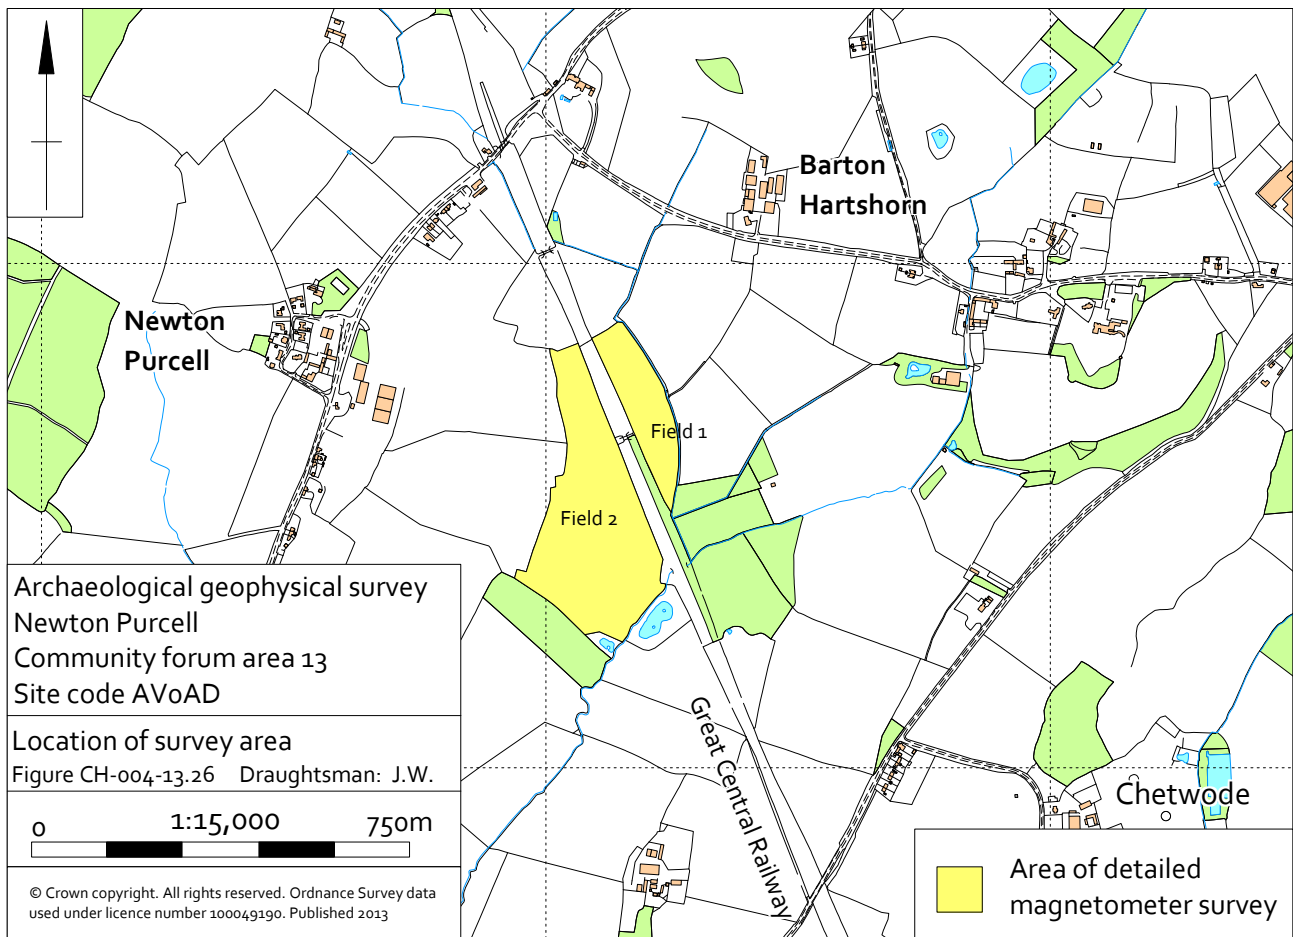 Barton
Hartshorn
Newton
Purcell
Field 1
Field 2
Great Central Railway
Chetwode
Archaeological geophysical survey
Newton Purcell
Community forum area 13
Site code AV0AD
Location of survey area
Figure CH-004-13.26 Draughtsman: J.W.
0 1:15,000 750m
© Crown copyright. All rights reserved. Ordnance Survey data
used under licence number 100049190. Published 2013
Area of detailed
magnetometer survey